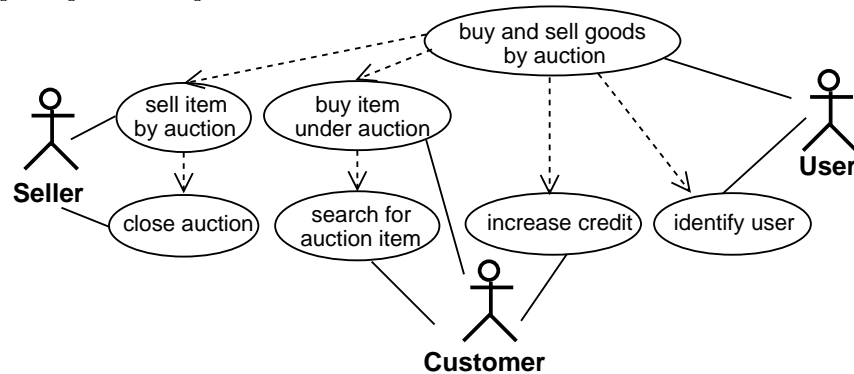 buy and sell goods
by auction
sell item
by auction
buy item
under auction
User
Seller
close auction
search for
auction item
increase credit
identify user
Customer